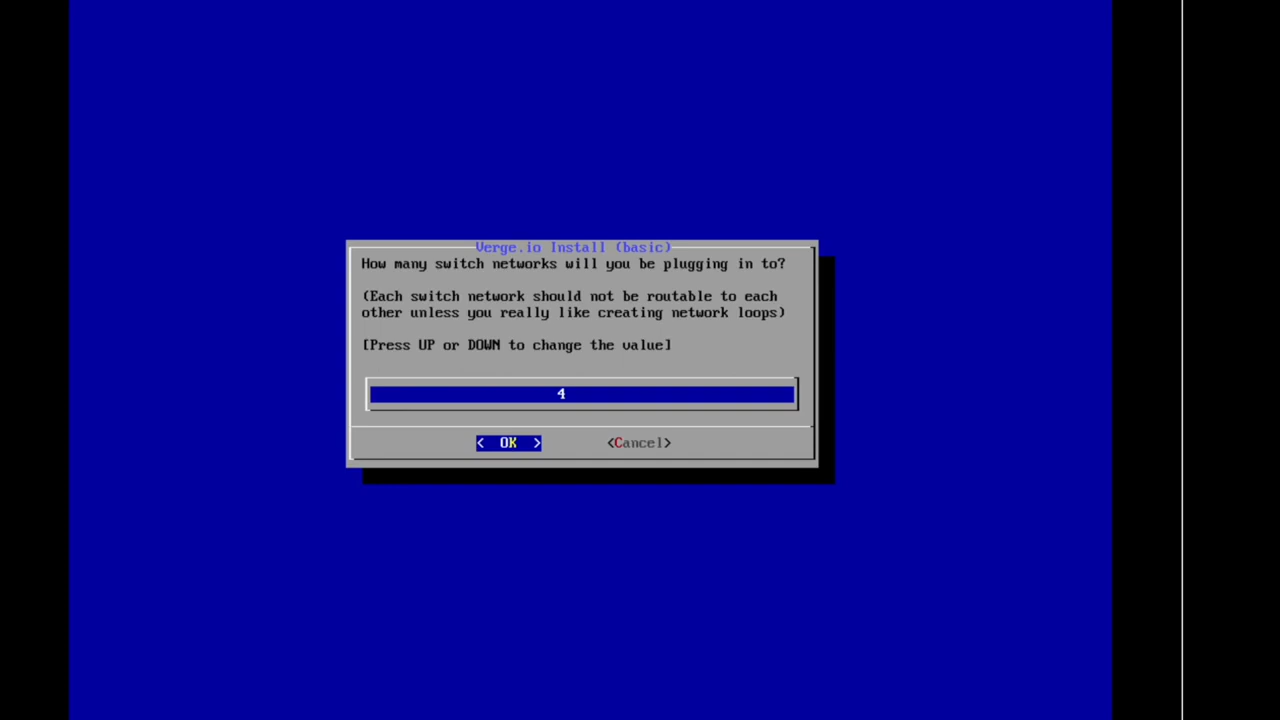 Verge.io Install (basic)
How many switch networks will you be plugging in to?
(Each switch network should not be routable to each
other unless you really like creating network loops)
[Press UP or DOWN to change the value]
4
< OK > <Cancel>